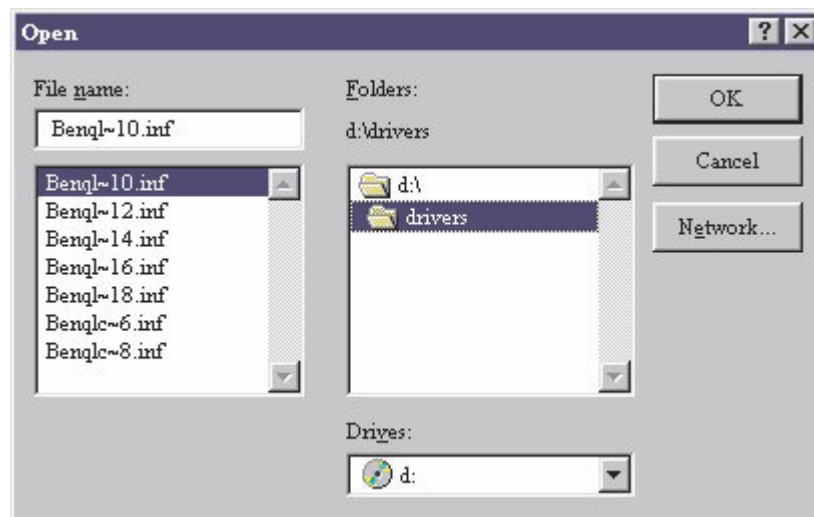 Open
File name:
Benql~10.inf
Benql~10.inf
Benql~12.inf
Benql~14.inf
Benql~16.inf
Benql~18.inf
Benqlc~6.inf
Benqlc~8.inf
Folders:
d:\drivers
d:\
drivers
Drives:
d:
OK
Cancel
Network...